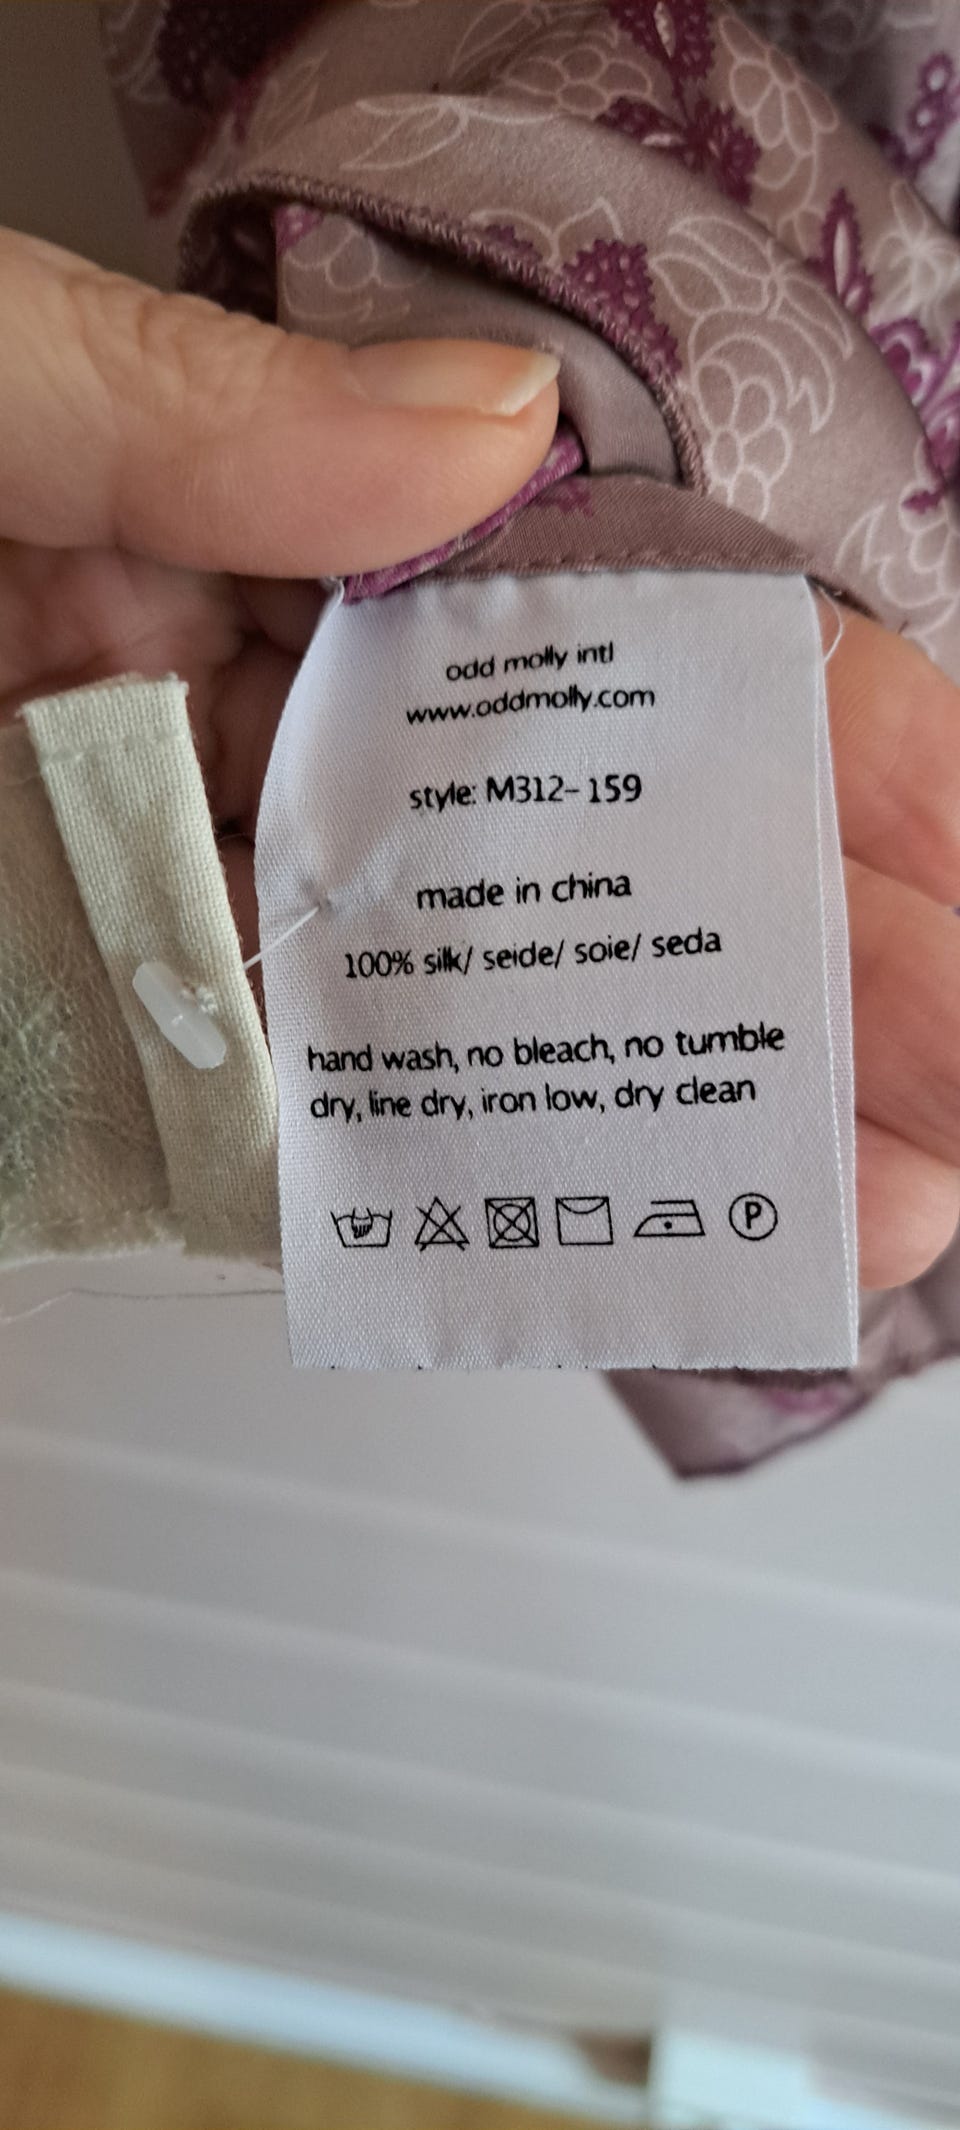 odd molly intl
www.oddmolly.com
style: M312-159
made in china
100% silk/ seide/ soie/ seda
hand wash, no bleach, no tumble
dry, line dry, iron low, dry clean
P